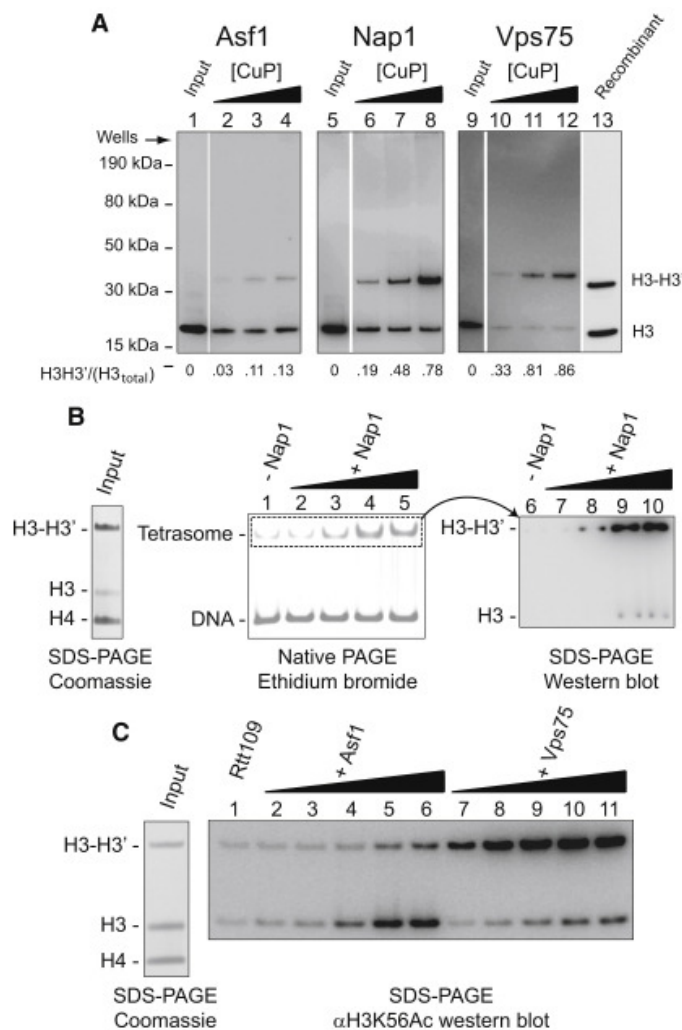 A
Asf1 Nap1 Vps75
Input [CuP] Input [CuP] Input [CuP] Recombinant
1 2 3 4 5 6 7 8 9 10 11 12 13
Wells
190 kDa
80 kDa
50 kDa
30 kDa H3-H3'
H3
15 kDa
H3H3'/(H3total) 0 .03 .11 .13 0 .19 .48 .78 0 .33 .81 .86
B
Input - Nap1 + Nap1 - Nap1 + Nap1
1 2 3 4 5 6 7 8 9 10
H3-H3' - Tetrasome - H3-H3' -
H3 -
H4 - DNA - H3 -
SDS-PAGE Native PAGE SDS-PAGE
Coomassie Ethidium bromide Western blot
C
Input Rtt109 + Asf1 + Vps75
1 2 3 4 5 6 7 8 9 10 11
H3-H3' -
H3 -
H4 -
SDS-PAGE SDS-PAGE
Coomassie αH3K56Ac western blot